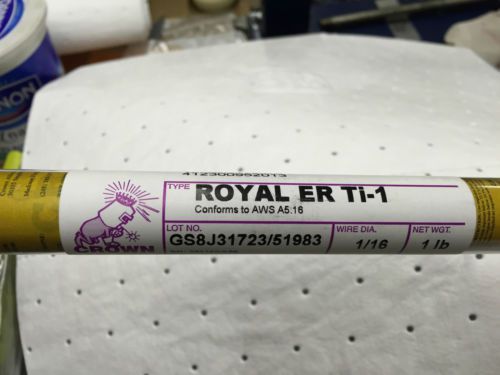 412300952013
TYPE
ROYAL ER Ti-1
Conforms to AWS A5.16
LOT NO.
GS8J31723/51983
WIRE DIA.
1/16
NET WGT.
1 lb
CROWN